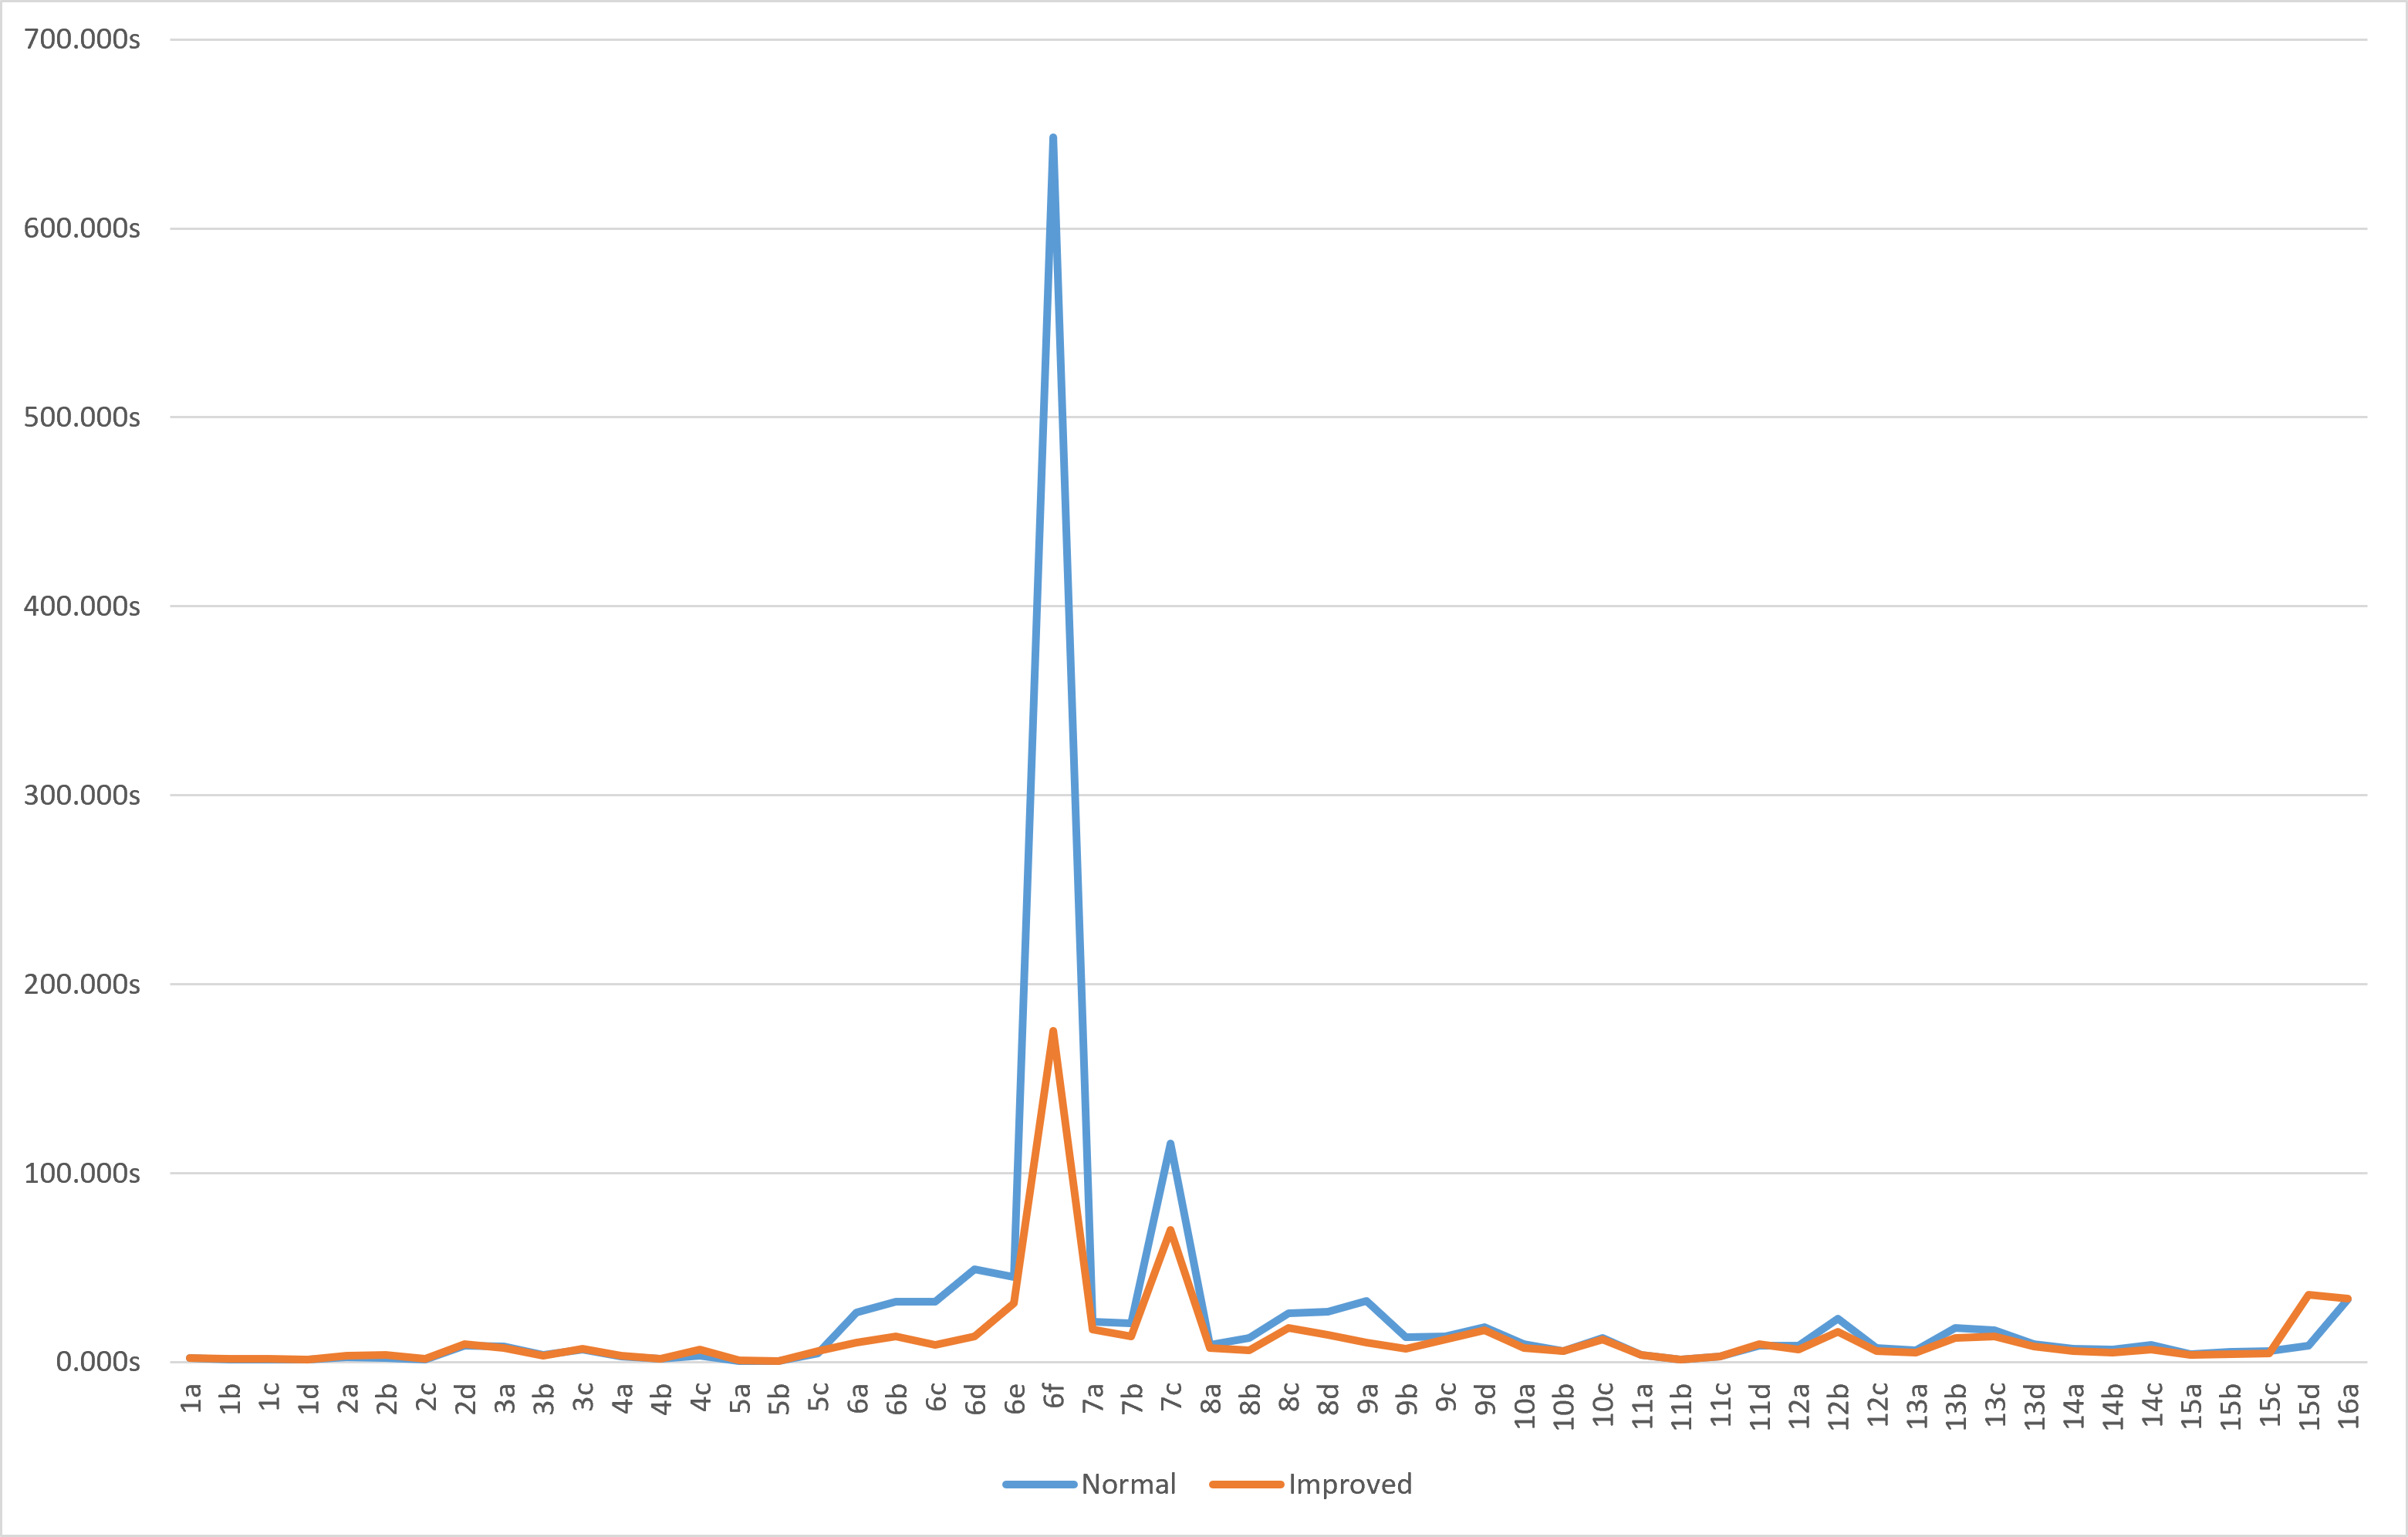 700.000s
600.000s
500.000s
400.000s
300.000s
200.000s
100.000s
0.000s
1a 1b 1c 1d 2a 2b 2c 2d 3a 3b 3c 4a 4b 4c 5a 5b 5c 6a 6b 6c 6d 6e 6f 7a 7b 7c 8a 8b 8c 8d 9a 9b 9c 9d 10a 10b 10c 11a 11b 11c 11d 12a 12b 12c 13a 13b 13c 13d 14a 14b 14c 15a 15b 15c 15d 16a
Normal Improved